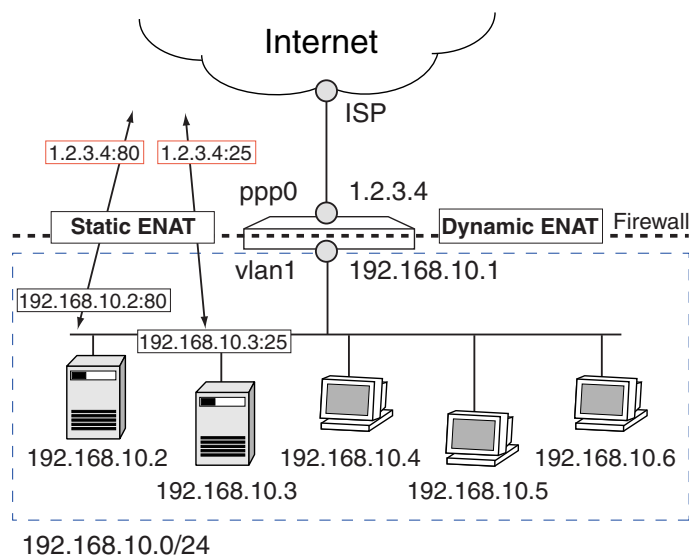 Internet
ISP
1.2.3.4:80
1.2.3.4:25
ppp0
1.2.3.4
Static ENAT
Dynamic ENAT
Firewall
vlan1
192.168.10.1
192.168.10.2:80
192.168.10.3:25
192.168.10.2
192.168.10.3
192.168.10.4
192.168.10.5
192.168.10.6
192.168.10.0/24